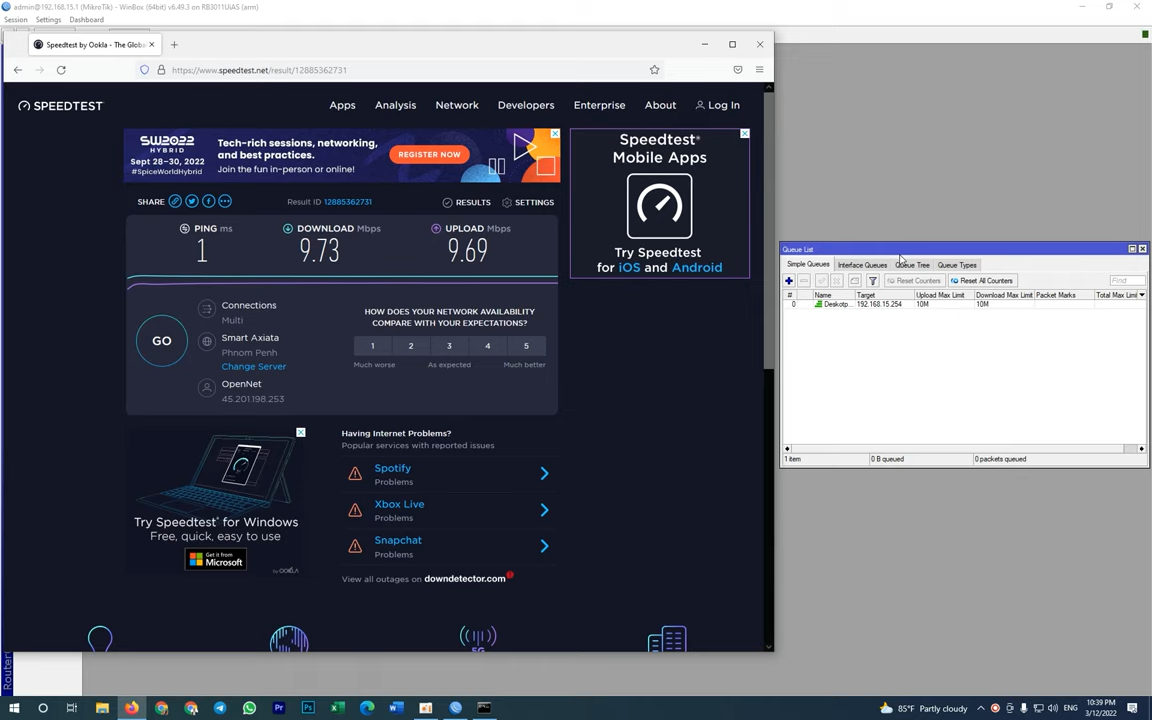 admin@192.168.15.1 (MikroTik) - WinBox (64bit) v6.49.3 on RB3011UiAS (arm)
Session Settings Dashboard
Speedtest by Ookla - The Globa
https://www.speedtest.net/result/12885362731
SPEEDTEST Apps Analysis Network Developers Enterprise About Log In
SW2022
HYBRID
Sept 28-30, 2022
#SpiceWorldHybrid
Tech-rich sessions, networking,
and best practices.
Join the fun in-person or online!
REGISTER NOW
Speedtest®
Mobile Apps
Try Speedtest
for iOS and Android
SHARE Result ID 12885362731 RESULTS SETTINGS
PING ms DOWNLOAD Mbps UPLOAD Mbps
1 9.73 9.69
GO
Connections
Multi
Smart Axiata
Phnom Penh
Change Server
OpenNet
45.201.198.253
HOW DOES YOUR NETWORK AVAILABILITY
COMPARE WITH YOUR EXPECTATIONS?
1 2 3 4 5
Much worse As expected Much better
Try Speedtest® for Windows
Free, quick, easy to use
Get it from
Microsoft
by OOKLA
Having Internet Problems?
Popular services with reported issues
Spotify
Problems
Xbox Live
Problems
Snapchat
Problems
View all outages on downdetector.com
5G
Queue List
Simple Queues Interface Queues Queue Tree Queue Types
Reset Counters Reset All Counters Find
# Name Target Upload Max Limit Download Max Limit Packet Marks Total Max Limit
0 Deskotp... 192.168.15.254 10M 10M
1 item 0 B queued 0 packets queued
Router
85°F Partly cloudy ENG 10:39 PM
3/12/2022